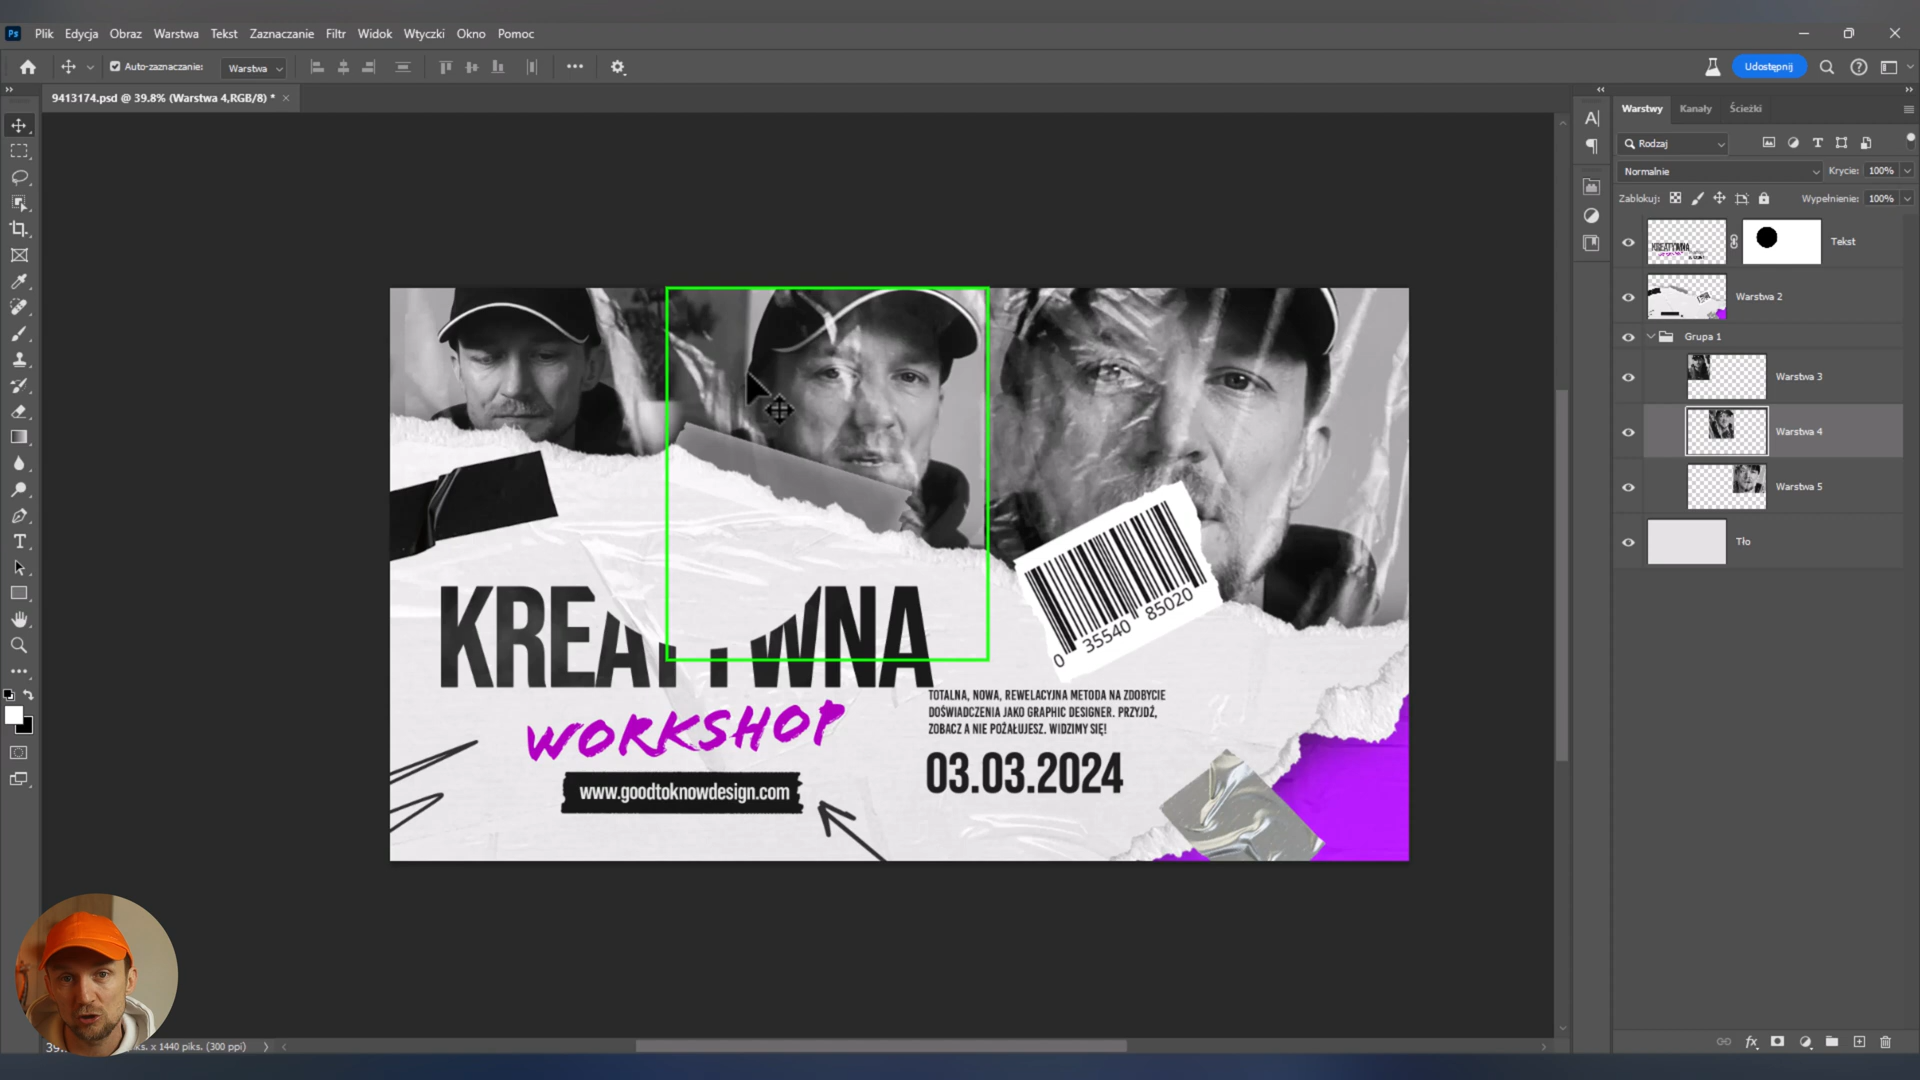 Ps Plik Edycja Obraz Warstwa Tekst Zaznaczanie Filtr Widok Wtyczki Okno Pomoc
Auto-zaznaczanie: Warstwa
Udostępnij
9413174.psd @ 39.8% (Warstwa 4,RGB/8) *
Warstwy Kanały Ścieżki
Rodzaj
Normalnie Krycie: 100%
Zablokuj: Wypełnienie: 100%
Tekst
Warstwa 2
Grupa 1
Warstwa 3
Warstwa 4
Warstwa 5
Tło
0 35540 85020
KREATYWNA
WORKSHOP
www.goodtoknowdesign.com
TOTALNA, NOWA, REWELACYJNA METODA NA ZDOBYCIE
DOŚWIADCZENIA JAKO GRAPHIC DESIGNER. PRZYJDŹ,
ZOBACZ A NIE POŻAŁUJESZ. WIDZIMY SIĘ!
03.03.2024
x 1440 piks. (300 ppi)